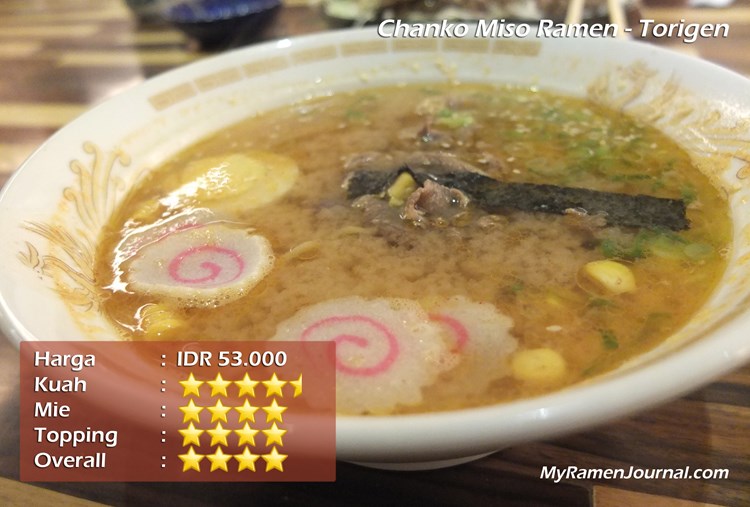 Chanko Miso Ramen - Torigen
Harga : IDR 53.000
Kuah :
Mie :
Topping :
Overall :
MyRamenJournal.com